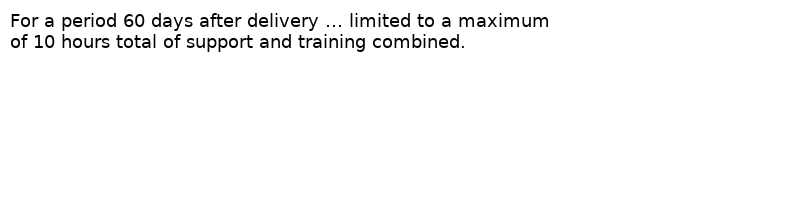 For a period 60 days after delivery ... limited to a maximum
of 10 hours total of support and training combined.